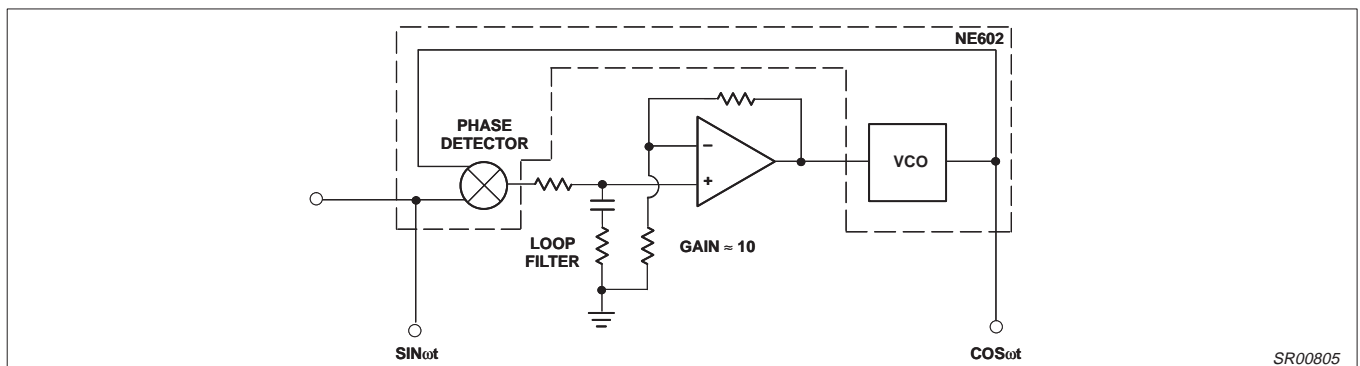 NE602
PHASE
DETECTOR
VCO
−
+
LOOP
FILTER
GAIN ≈ 10
SINωt
COSωt
SR00805